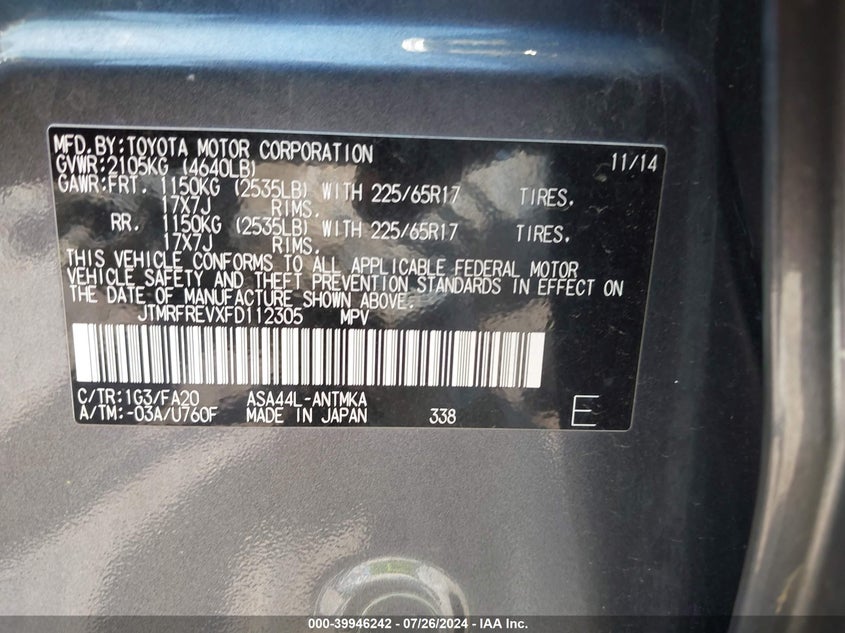 MFD.BY:TOYOTA MOTOR CORPORATION 11/14
GVWR:2105KG (4640LB)
GAWR:FRT. 1150KG (2535LB) WITH 225/65R17 TIRES,
17X7J RIMS.
RR. 1150KG (2535LB) WITH 225/65R17 TIRES,
17X7J RIMS.
THIS VEHICLE CONFORMS TO ALL APPLICABLE FEDERAL MOTOR
VEHICLE SAFETY AND THEFT PREVENTION STANDARDS IN EFFECT ON
THE DATE OF MANUFACTURE SHOWN ABOVE.
JTMRFREVXFD112305 MPV
C/TR:1G3/FA20 ASA44L-ANTMKA
A/TM:-03A/U760F MADE IN JAPAN 338 E
000-39946242 / 07/26/2024 / IAA Inc.